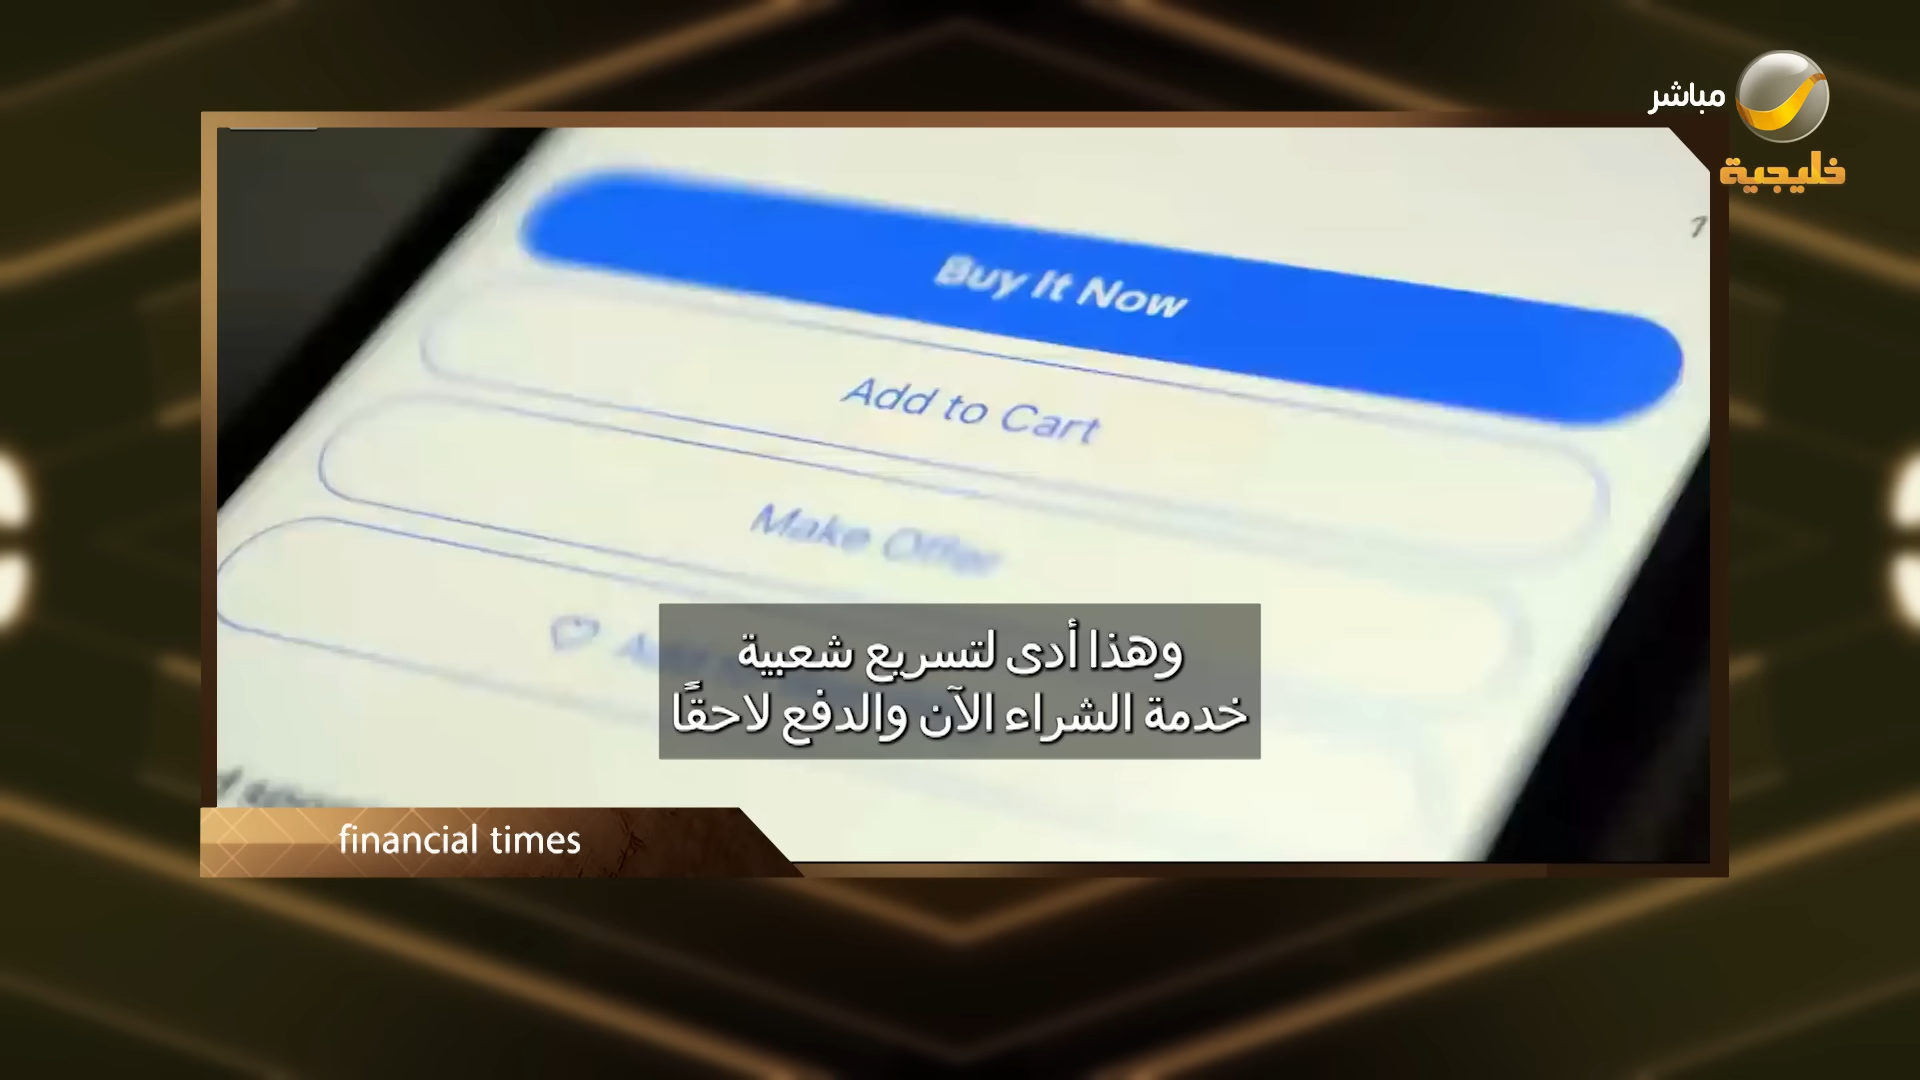 مباشر
خليجية
Buy It Now
Add to Cart
Make Offer
وهذا أدى لتسريع شعبية
خدمة الشراء الآن والدفع لاحقًا
financial times